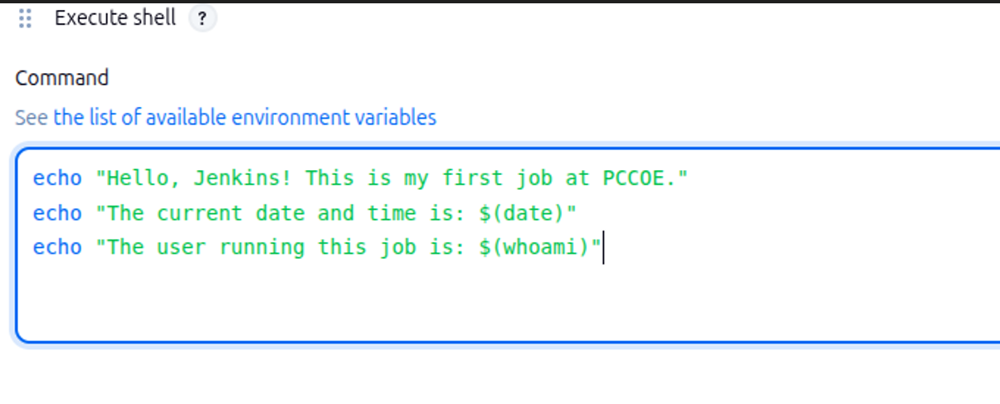 Execute shell ?
Command
See the list of available environment variables
echo "Hello, Jenkins! This is my first job at PCCOE."
echo "The current date and time is: $(date)"
echo "The user running this job is: $(whoami)"